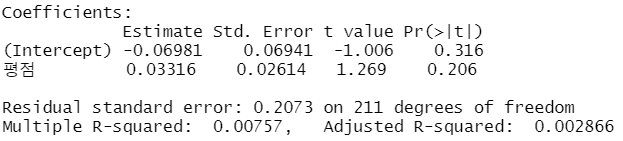 Coefficients:
Estimate Std. Error t value Pr(>|t|)
(Intercept) -0.06981 0.06941 -1.006 0.316
평점 0.03316 0.02614 1.269 0.206
Residual standard error: 0.2073 on 211 degrees of freedom
Multiple R-squared: 0.00757, Adjusted R-squared: 0.002866